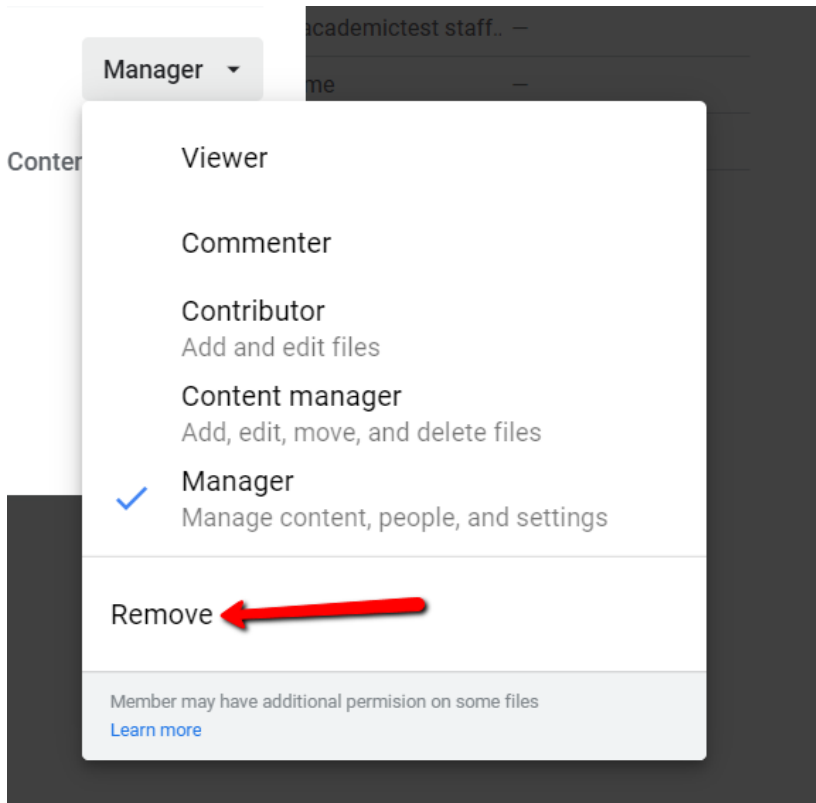 academictest staff.. —
Manager
me —
Conten
Viewer
Commenter
Contributor
Add and edit files
Content manager
Add, edit, move, and delete files
Manager
Manage content, people, and settings
Remove
Member may have additional permision on some files
Learn more